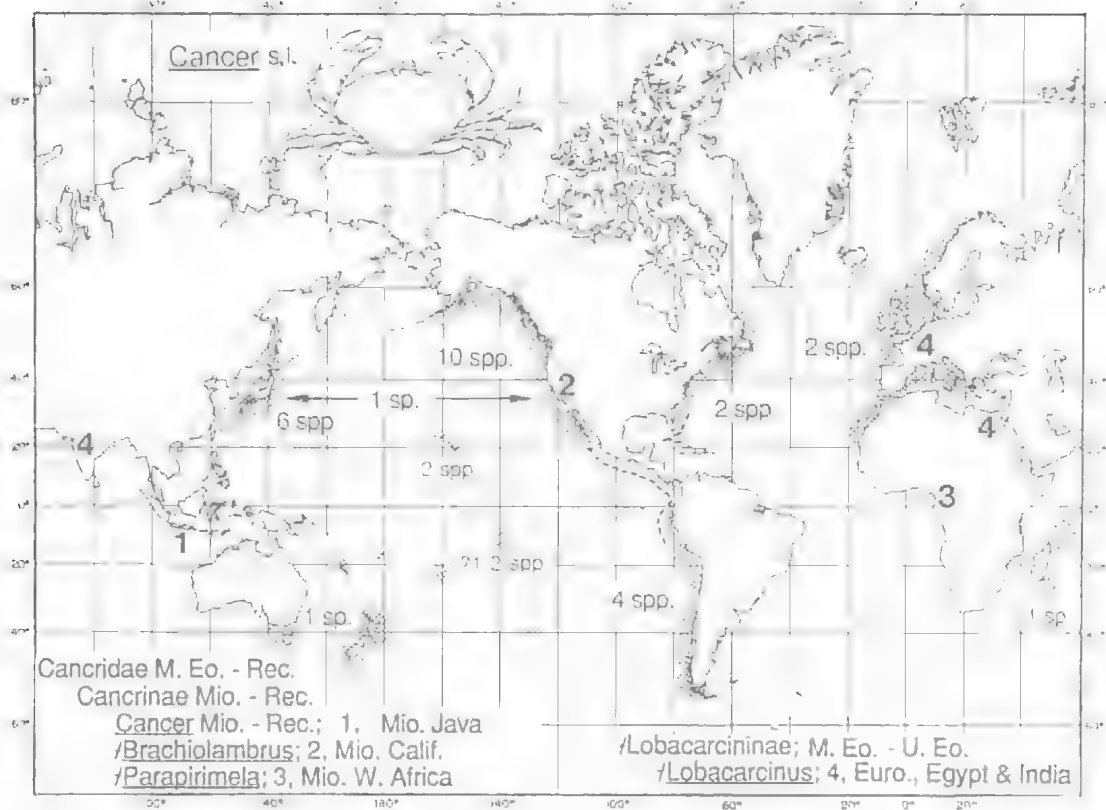 Cancer s.l.
10 spp.
2 spp.
4
2
1 sp.
2 spp
6 spp
4
4
2 spp
3
1
?1-2 spp
4 spp.
1 sp.
1 sp
Cancridae M. Eo. - Rec.
Cancrinae Mio. - Rec.
Cancer Mio. - Rec.; 1, Mio. Java
/Brachiolambrus; 2, Mio. Calif.
/Parapirimela; 3, Mio. W. Africa
/Lobacarcininae; M. Eo. - U. Eo.
/Lobacarcinus; 4, Euro., Egypt & India